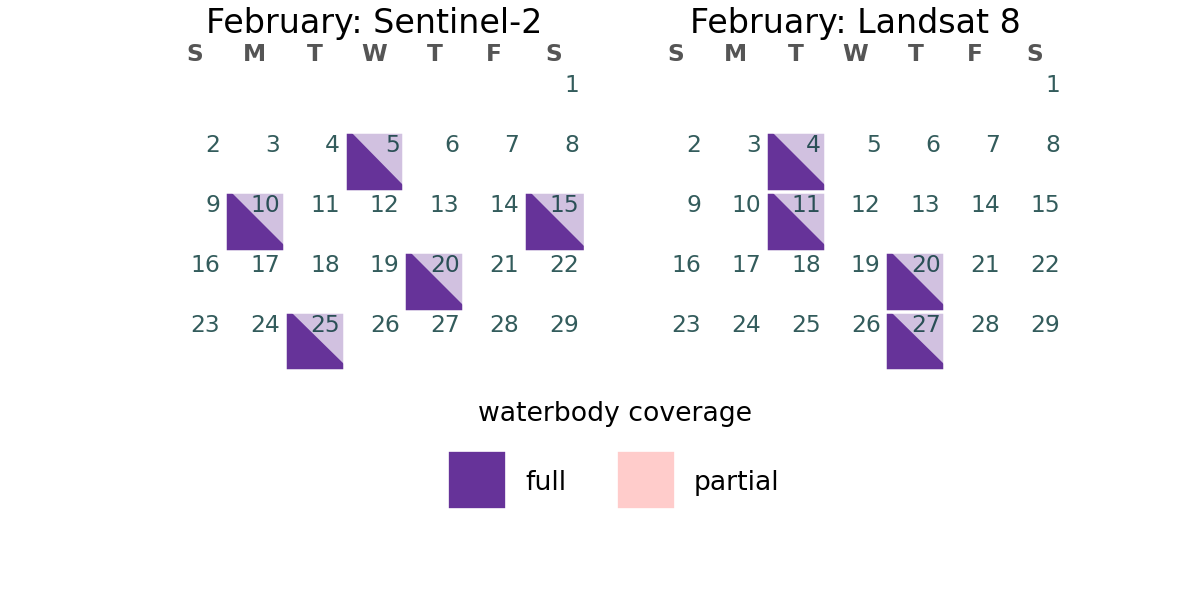 February: Sentinel-2
S M T W T F S
1
2 3 4 5 6 7 8
9 10 11 12 13 14 15
16 17 18 19 20 21 22
23 24 25 26 27 28 29
February: Landsat 8
S M T W T F S
1
2 3 4 5 6 7 8
9 10 11 12 13 14 15
16 17 18 19 20 21 22
23 24 25 26 27 28 29
waterbody coverage
full partial